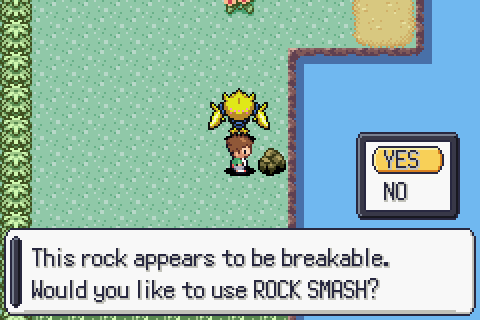 YES
NO
This rock appears to be breakable.
Would you like to use ROCK SMASH?